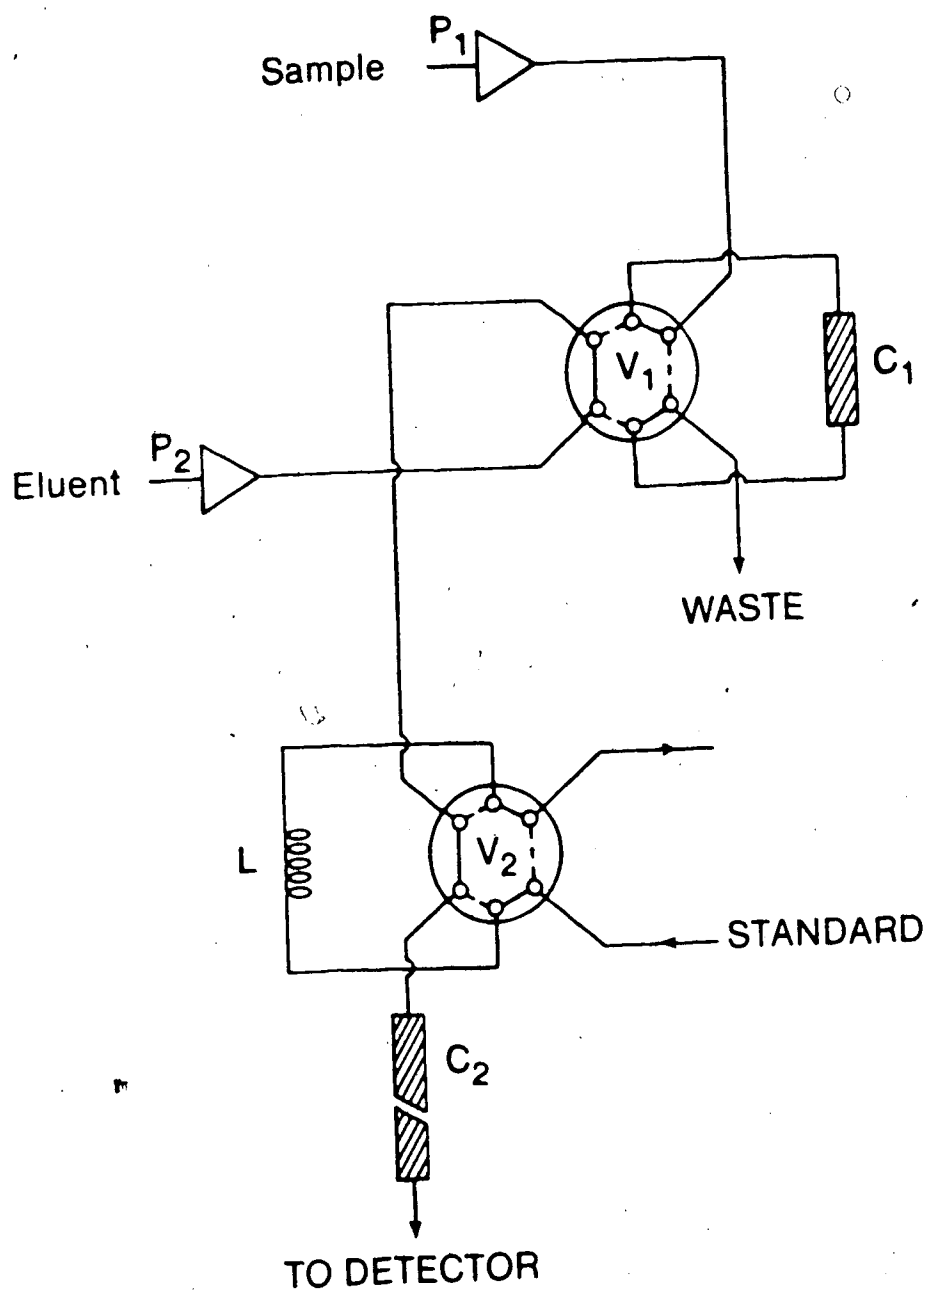 P1
Sample
V1
C1
P2
Eluent
WASTE
L
V2
STANDARD
C2
TO DETECTOR